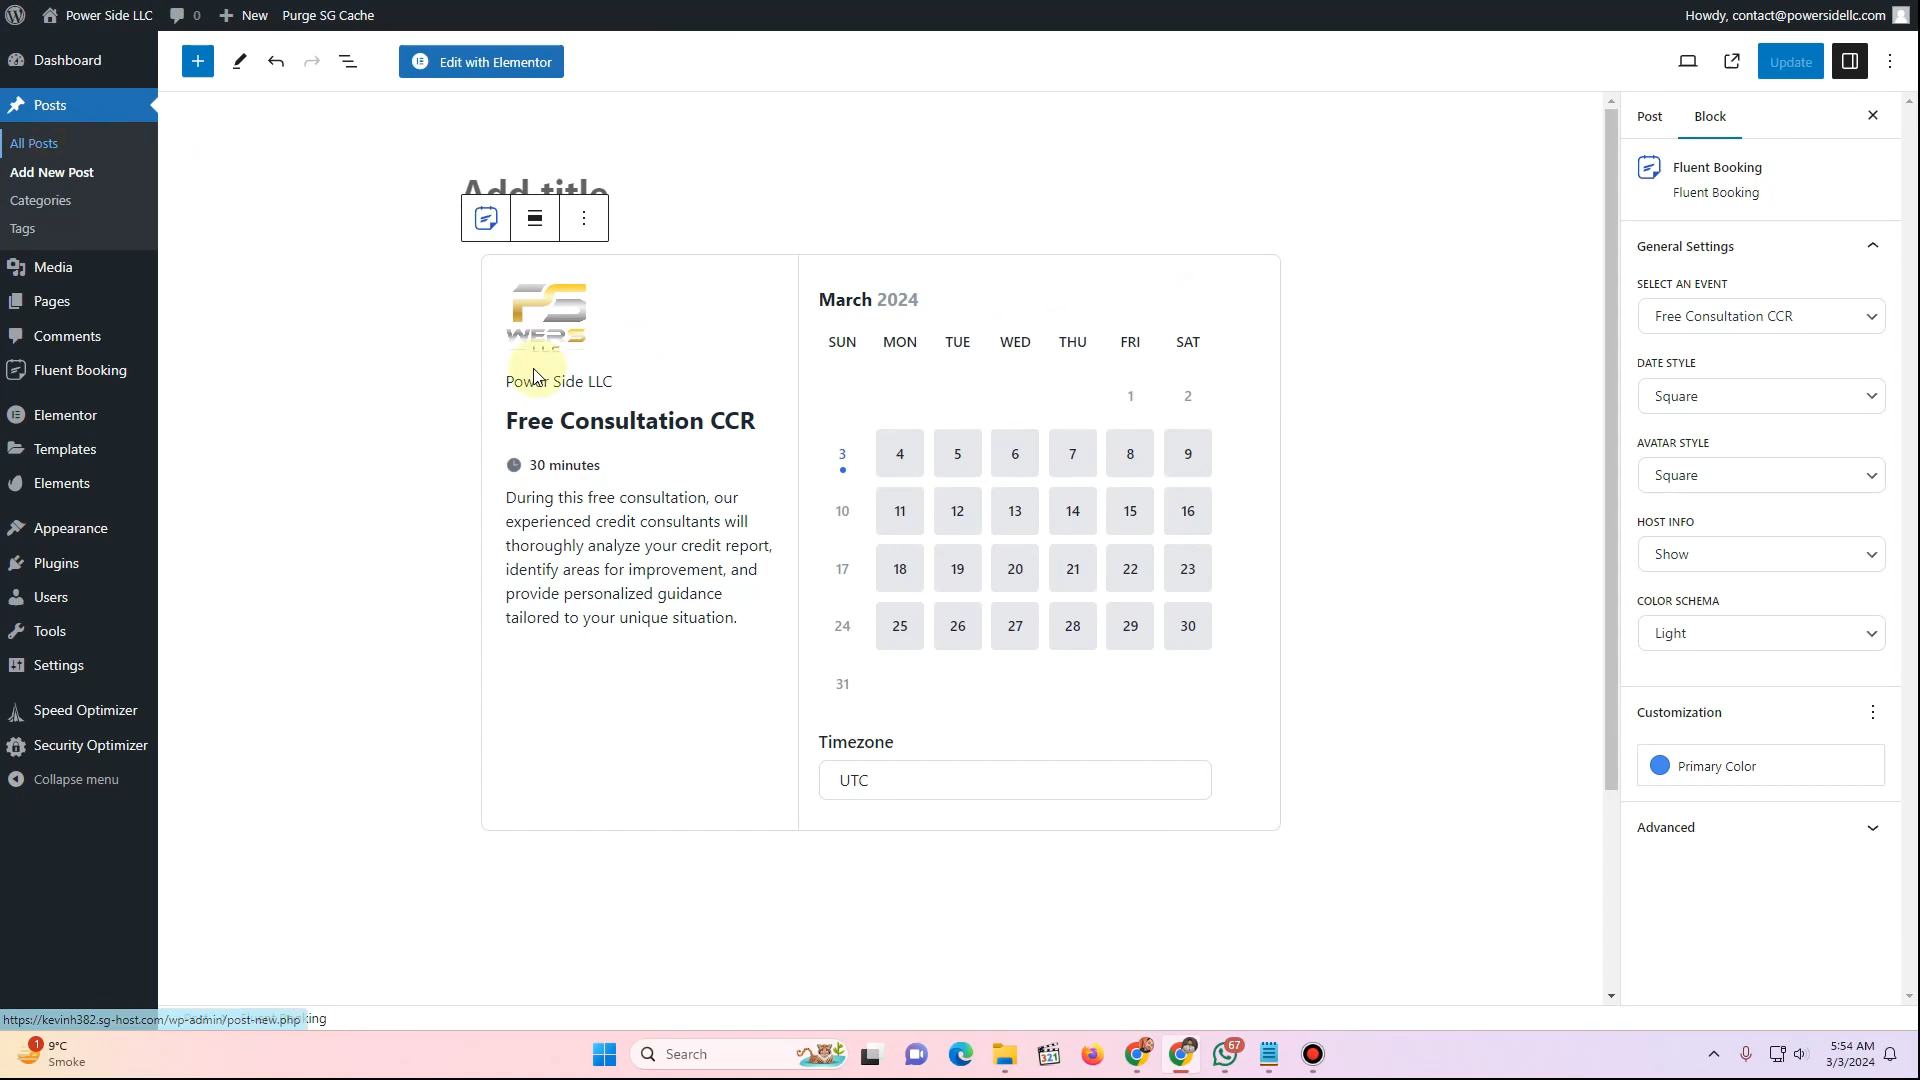 Power Side LLC
0
New
Purge SG Cache
Howdy, contact@powersidellc.com
Dashboard
Posts
All Posts
Add New Post
Categories
Tags
Media
Pages
Comments
Fluent Booking
Elementor
Templates
Elements
Appearance
Plugins
Users
Tools
Settings
Speed Optimizer
Security Optimizer
Collapse menu
Edit with Elementor
Update
Add title
PS
WERS
LLC
Power Side LLC
Free Consultation CCR
30 minutes
During this free consultation, our
experienced credit consultants will
thoroughly analyze your credit report,
identify areas for improvement, and
provide personalized guidance
tailored to your unique situation.
March 2024
SUN MON TUE WED THU FRI SAT
1 2
3 4 5 6 7 8 9
10 11 12 13 14 15 16
17 18 19 20 21 22 23
24 25 26 27 28 29 30
31
Timezone
UTC
Post Block
Fluent Booking
Fluent Booking
General Settings
SELECT AN EVENT
Free Consultation CCR
DATE STYLE
Square
AVATAR STYLE
Square
HOST INFO
Show
COLOR SCHEMA
Light
Customization
Primary Color
Advanced
https://kevinh382.sg-host.com/wp-admin/post-new.php
1
9°C
Smoke
Search
321
67
5:54 AM
3/3/2024